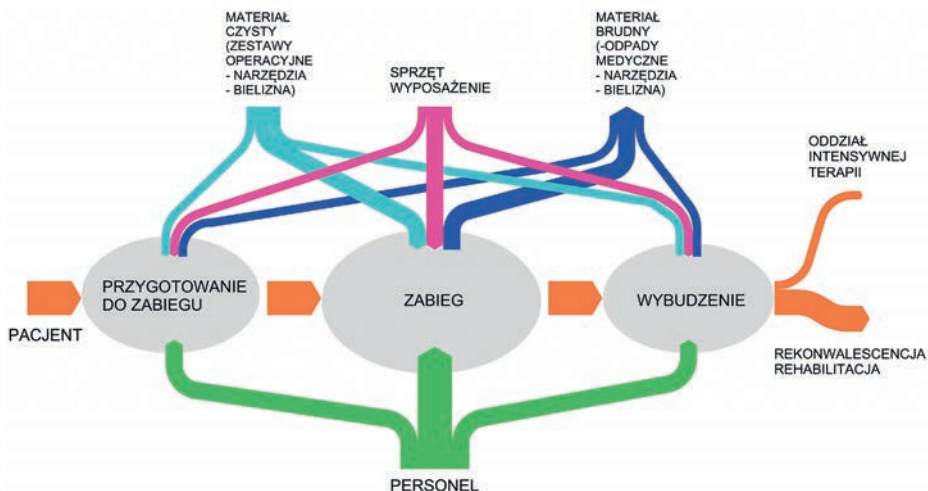 MATERIAŁ
CZYSTY
(ZESTAWY
OPERACYJNE
- NARZĘDZIA
- BIELIZNA)
SPRZĘT
WYPOSAŻENIE
MATERIAŁ
BRUDNY
(-ODPADY
MEDYCZNE
- NARZĘDZIA
- BIELIZNA)
ODDZIAŁ
INTENSYWNEJ
TERAPII
PRZYGOTOWANIE
DO ZABIEGU
ZABIEG
WYBUDZENIE
PACJENT
REKONWALESCENCJA
REHABILITACJA
PERSONEL